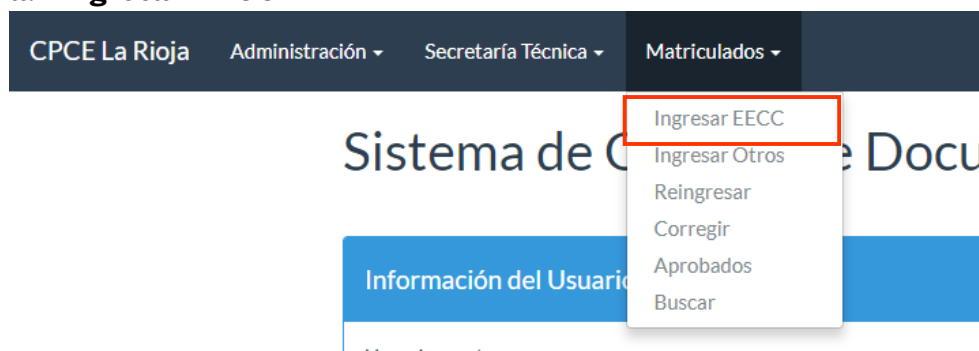 CPCE La Rioja Administración Secretaría Técnica Matriculados
Ingresar EECC
Sistema de Docu
Ingresar Otros
Reingresar
Corregir
Información del Usuario
Aprobados
Buscar